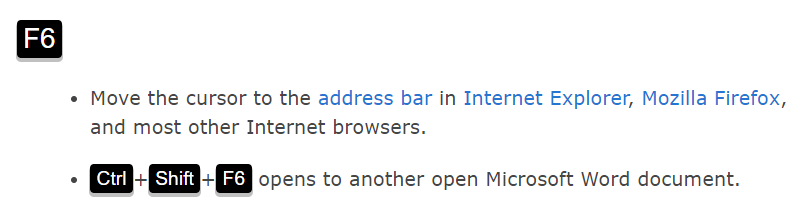 F6
• Move the cursor to the address bar in Internet Explorer, Mozilla Firefox,
and most other Internet browsers.
• Ctrl+Shift+F6 opens to another open Microsoft Word document.